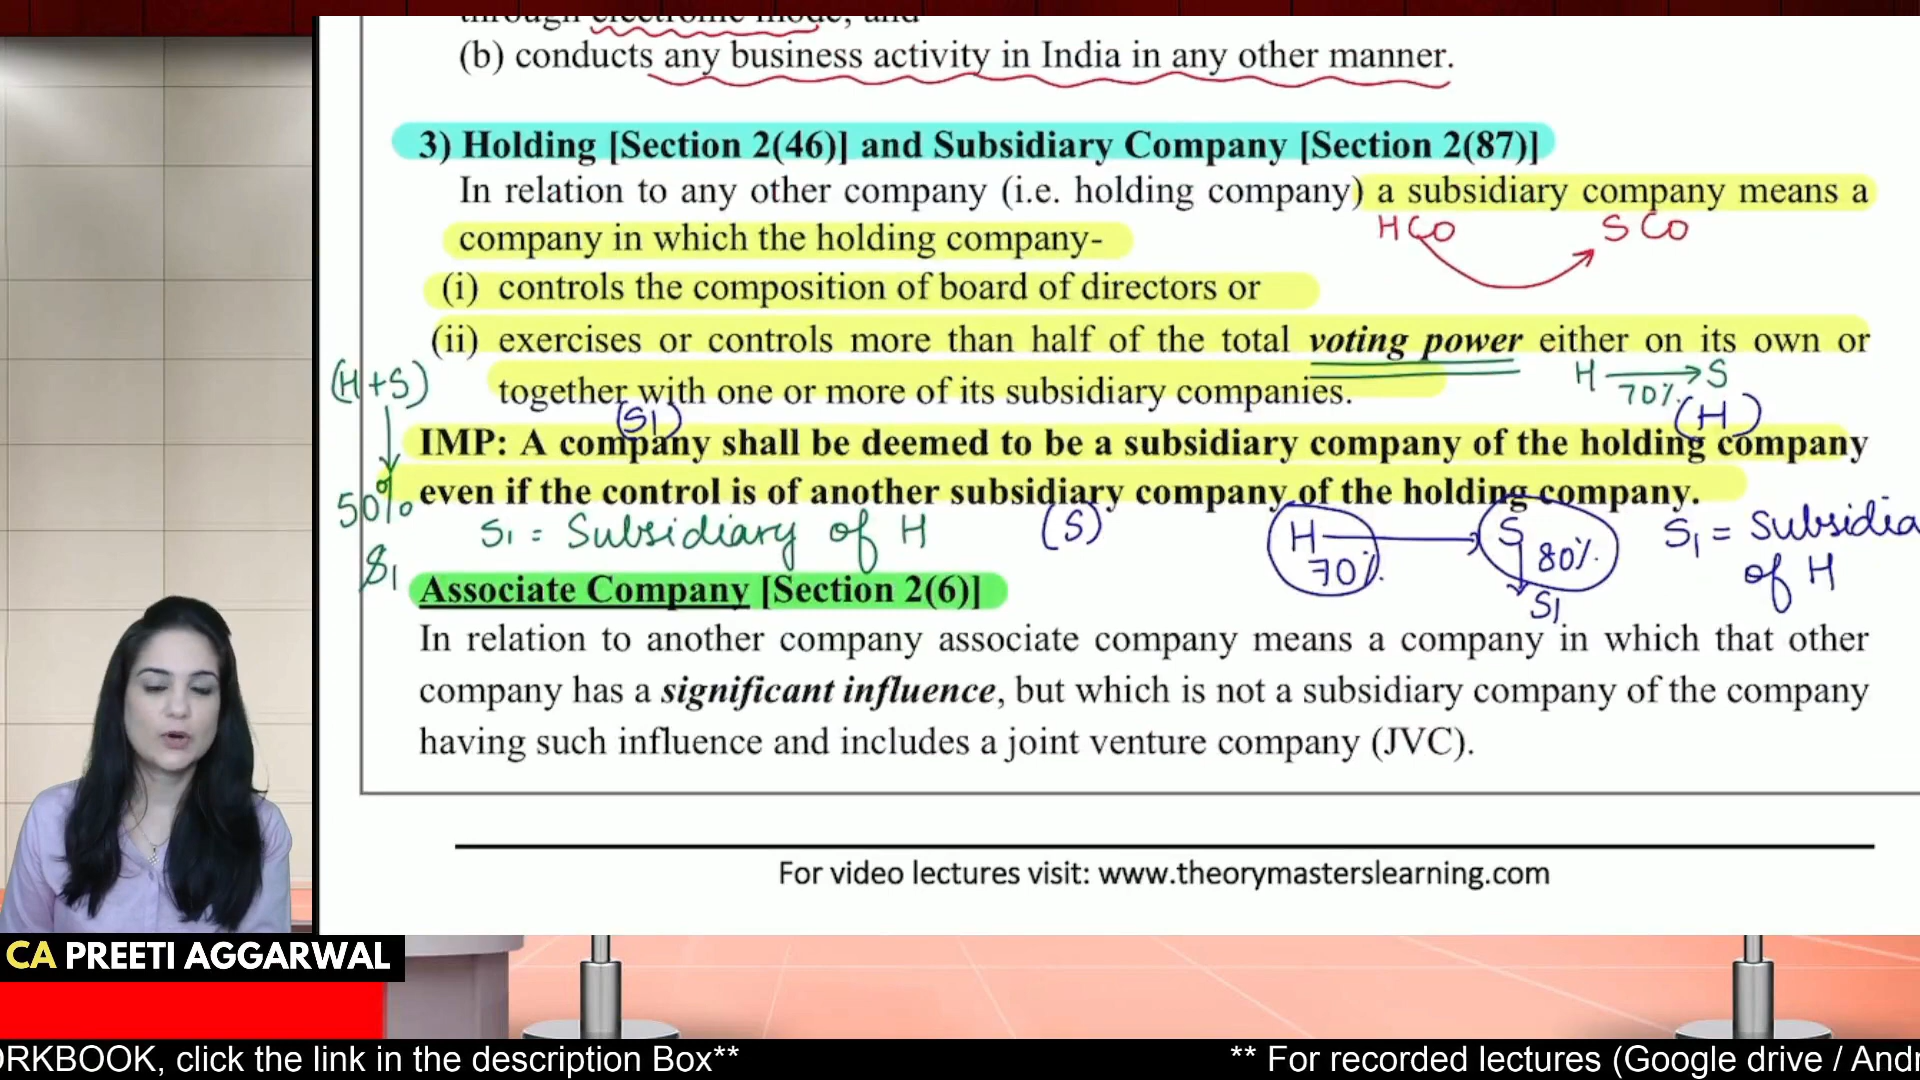 through electronic mode, and
(b) conducts any business activity in India in any other manner.
3) Holding [Section 2(46)] and Subsidiary Company [Section 2(87)]
In relation to any other company (i.e. holding company) a subsidiary company means a
HCO SCO
company in which the holding company-
(i) controls the composition of board of directors or
(ii) exercises or controls more than half of the total voting power either on its own or
(H+S)
H 70% S
together with one or more of its subsidiary companies.
(S1) (H)
IMP: A company shall be deemed to be a subsidiary company of the holding company
even if the control is of another subsidiary company of the holding company.
50%
S1
S1 = Subsidiary of H
(S)
H 70%
S 80%
S1
S1 = Subsidia
of H
Associate Company [Section 2(6)]
In relation to another company associate company means a company in which that other
company has a significant influence, but which is not a subsidiary company of the company
having such influence and includes a joint venture company (JVC).
For video lectures visit: www.theorymasterslearning.com
CA PREETI AGGARWAL
ORKBOOK, click the link in the description Box** ** For recorded lectures (Google drive / Andr